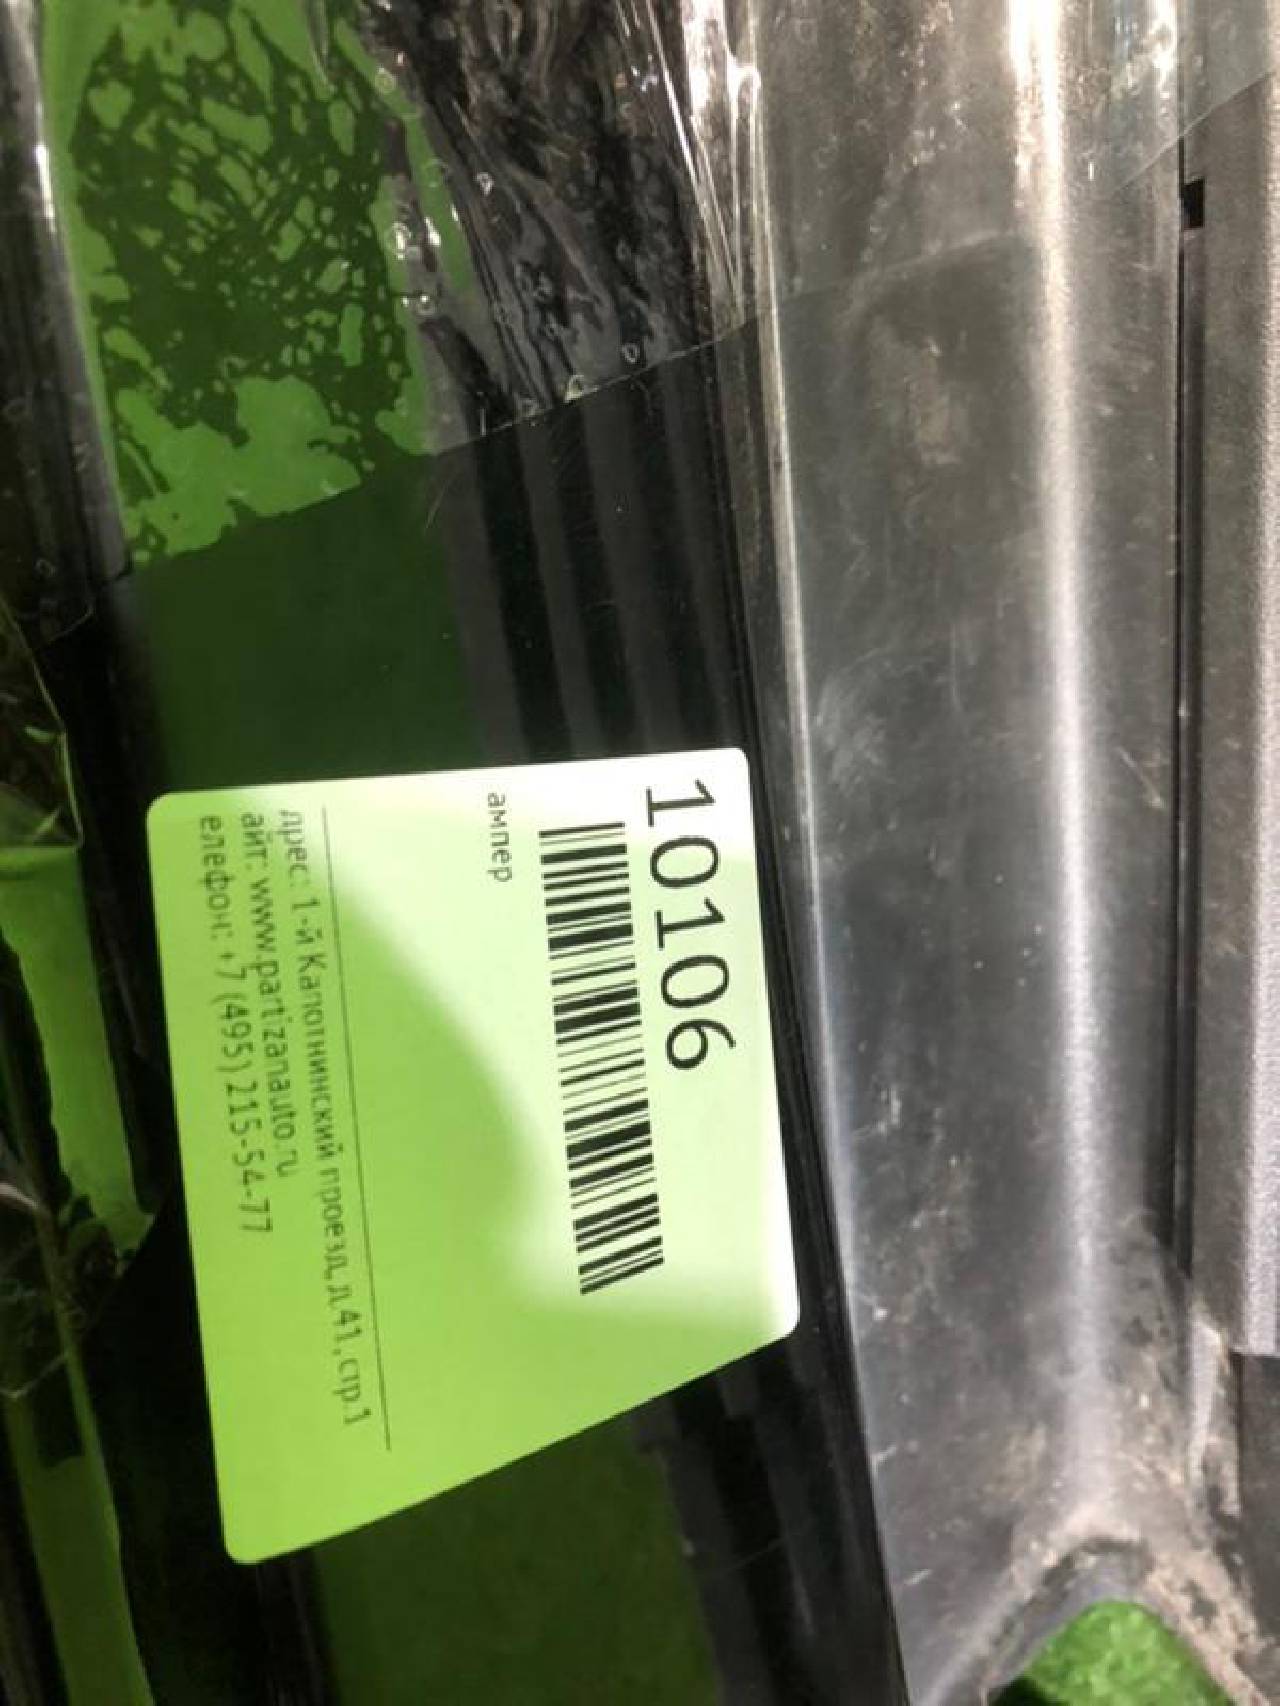 10106
ампер
дрес: 1-й Капотнинский проезд,д.41,стр.1
айт: www.partizanauto.ru
елефон: +7 (495) 215-54-77